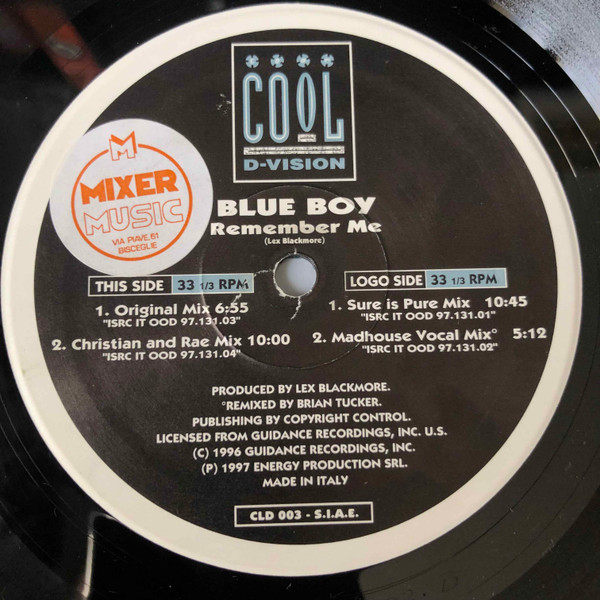 COOL
D-VISION
M
MIXER
MUSIC
VIA PIAVE,61
BISCEGLIE
BLUE BOY
Remember Me
(Lex Blackmore)
THIS SIDE 33 1/3 RPM
1. Original Mix 6:55
"ISRC IT OOD 97.131.03"
2. Christian and Rae Mix 10:00
"ISRC IT OOD 97.131.04"
LOGO SIDE 33 1/3 RPM
1. Sure is Pure Mix 10:45
"ISRC IT OOD 97.131.01"
2. Madhouse Vocal Mix° 5:12
"ISRC IT OOD 97.131.02"
PRODUCED BY LEX BLACKMORE.
°REMIXED BY BRIAN TUCKER.
PUBLISHING BY COPYRIGHT CONTROL.
LICENSED FROM GUIDANCE RECORDINGS, INC. U.S.
(C) 1996 GUIDANCE RECORDINGS, INC.
(P) 1997 ENERGY PRODUCTION SRL.
MADE IN ITALY
CLD 003 - S.I.A.E.